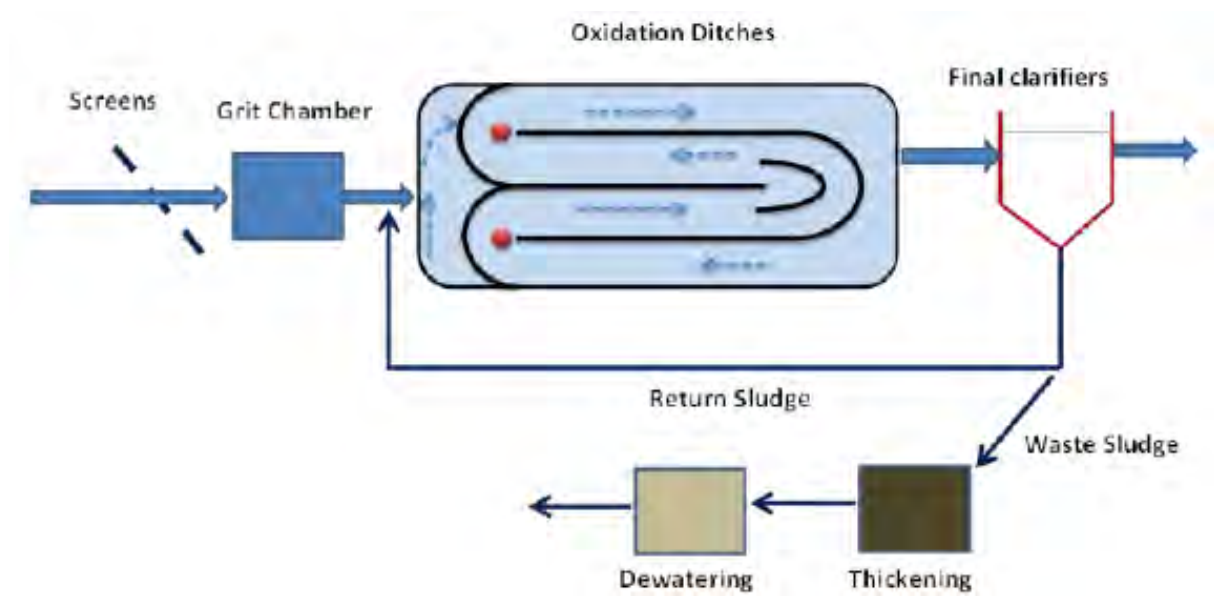 Oxidation Ditches
Final clarifiers
Screens
Grit Chamber
Return Sludge
Waste Sludge
Dewatering
Thickening